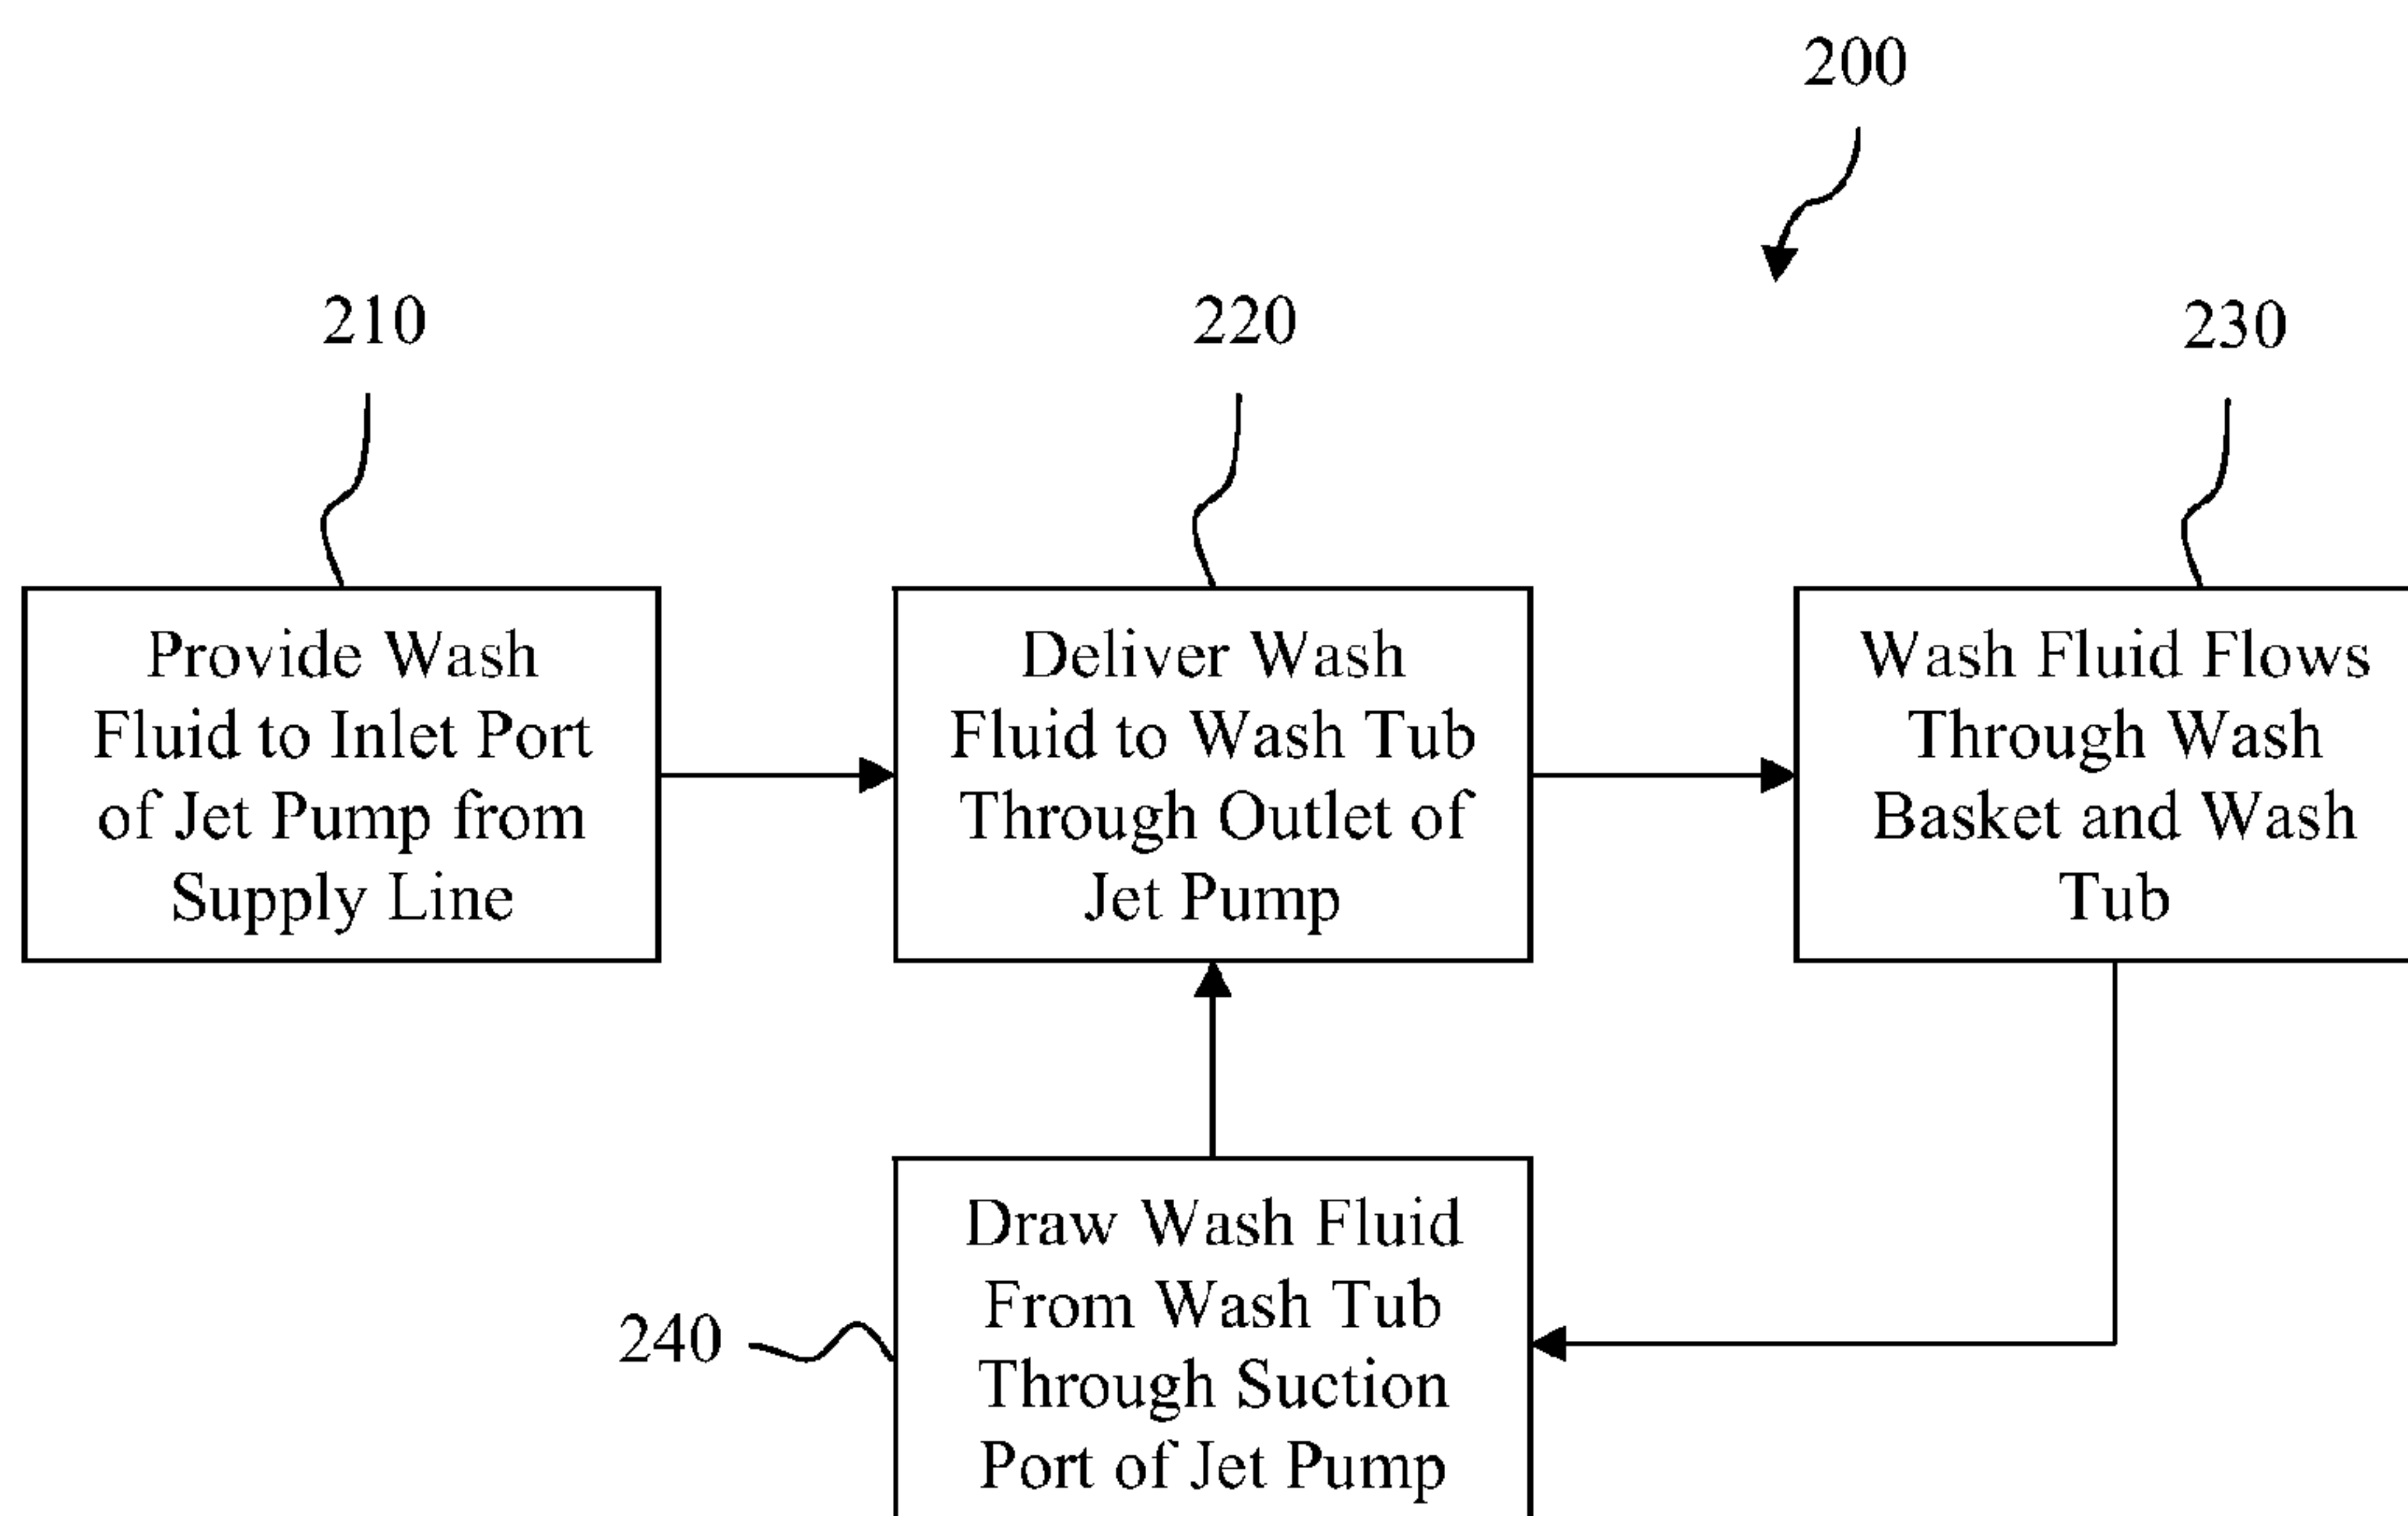 200
210
220
230
Provide Wash
Fluid to Inlet Port
of Jet Pump from
Supply Line
Deliver Wash
Fluid to Wash Tub
Through Outlet of
Jet Pump
Wash Fluid Flows
Through Wash
Basket and Wash
Tub
240
Draw Wash Fluid
From Wash Tub
Through Suction
Port of Jet Pump